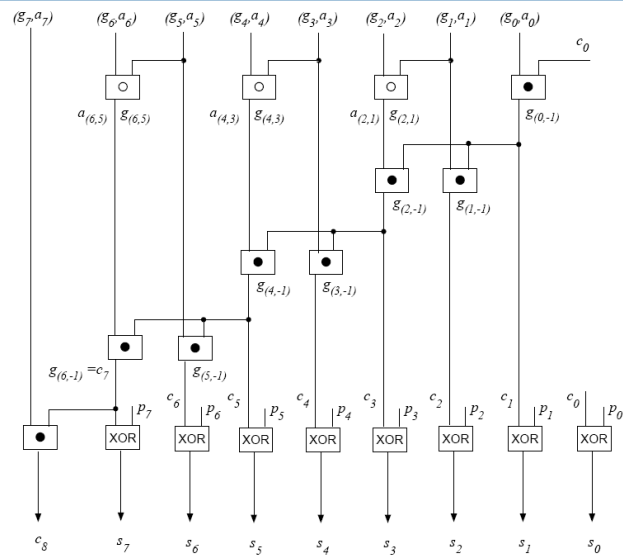 (g7,a7) (g6,a6) (g5,a5) (g4,a4) (g3,a3) (g2,a2) (g1,a1) (g0,a0)
c0
a(6,5) g(6,5) a(4,3) g(4,3) a(2,1) g(2,1) g(0,-1)
g(2,-1) g(1,-1)
g(4,-1) g(3,-1)
g(6,-1) =c7 g(5,-1)
c6 c5 c4 c3 c2 c1 c0
p7 p6 p5 p4 p3 p2 p1 p0
XOR XOR XOR XOR XOR XOR XOR XOR
c8 s7 s6 s5 s4 s3 s2 s1 s0